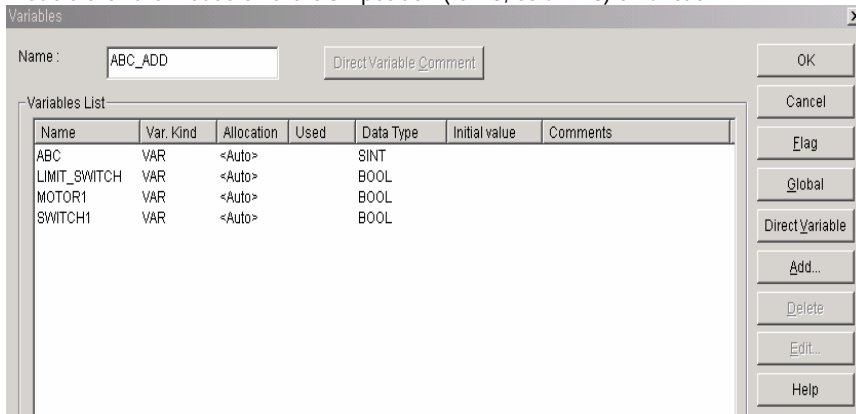 Variables
Name : ABC_ADD Direct Variable Comment OK
Variables List Cancel
Name Var. Kind Allocation Used Data Type Initial value Comments
Flag
ABC VAR <Auto> SINT
LIMIT_SWITCH VAR <Auto> BOOL
Global
MOTOR1 VAR <Auto> BOOL
SWITCH1 VAR <Auto> BOOL
Direct Variable
Add...
Delete
Edit...
Help